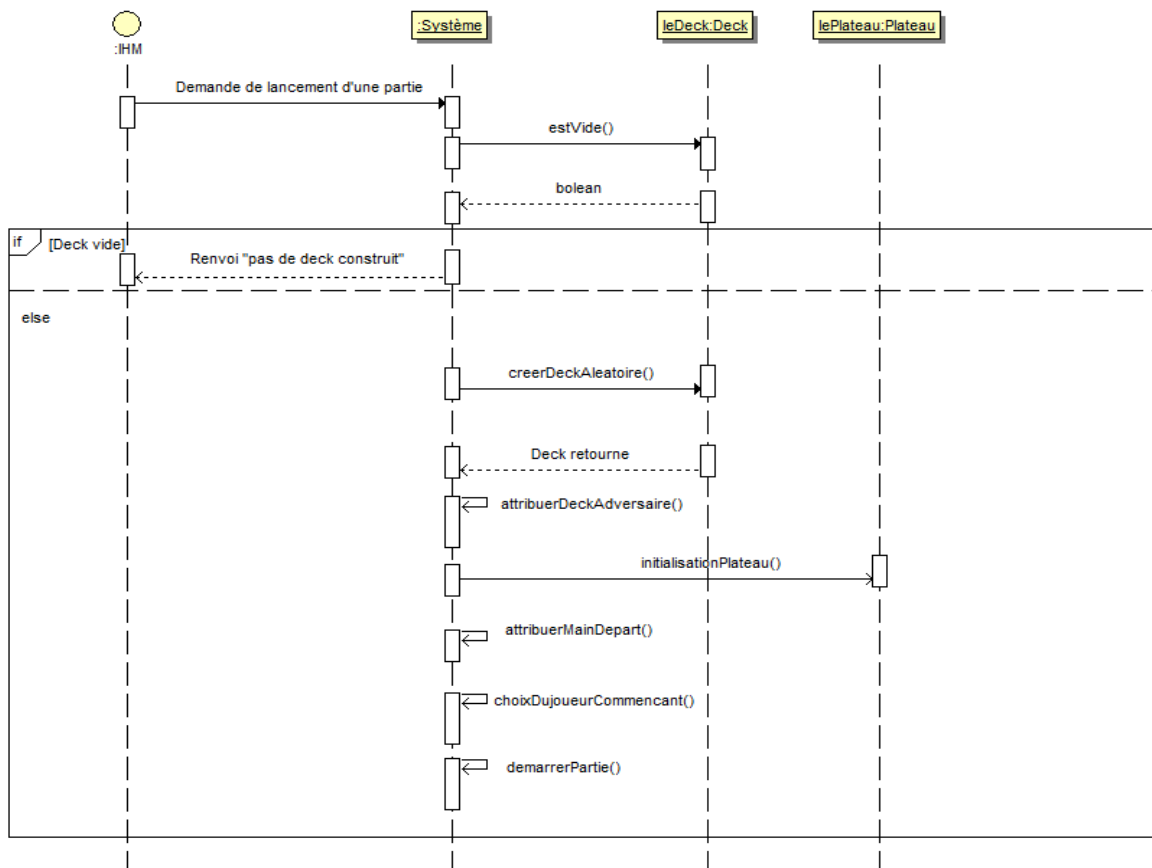 :IHM
:Système
leDeck:Deck
lePlateau:Plateau
Demande de lancement d'une partie
estVide()
bolean
if
[Deck vide]
Renvoi "pas de deck construit"
else
creerDeckAleatoire()
Deck retourne
attribuerDeckAdversaire()
initialisationPlateau()
attribuerMainDepart()
choixDujoueurCommencant()
demarrerPartie()